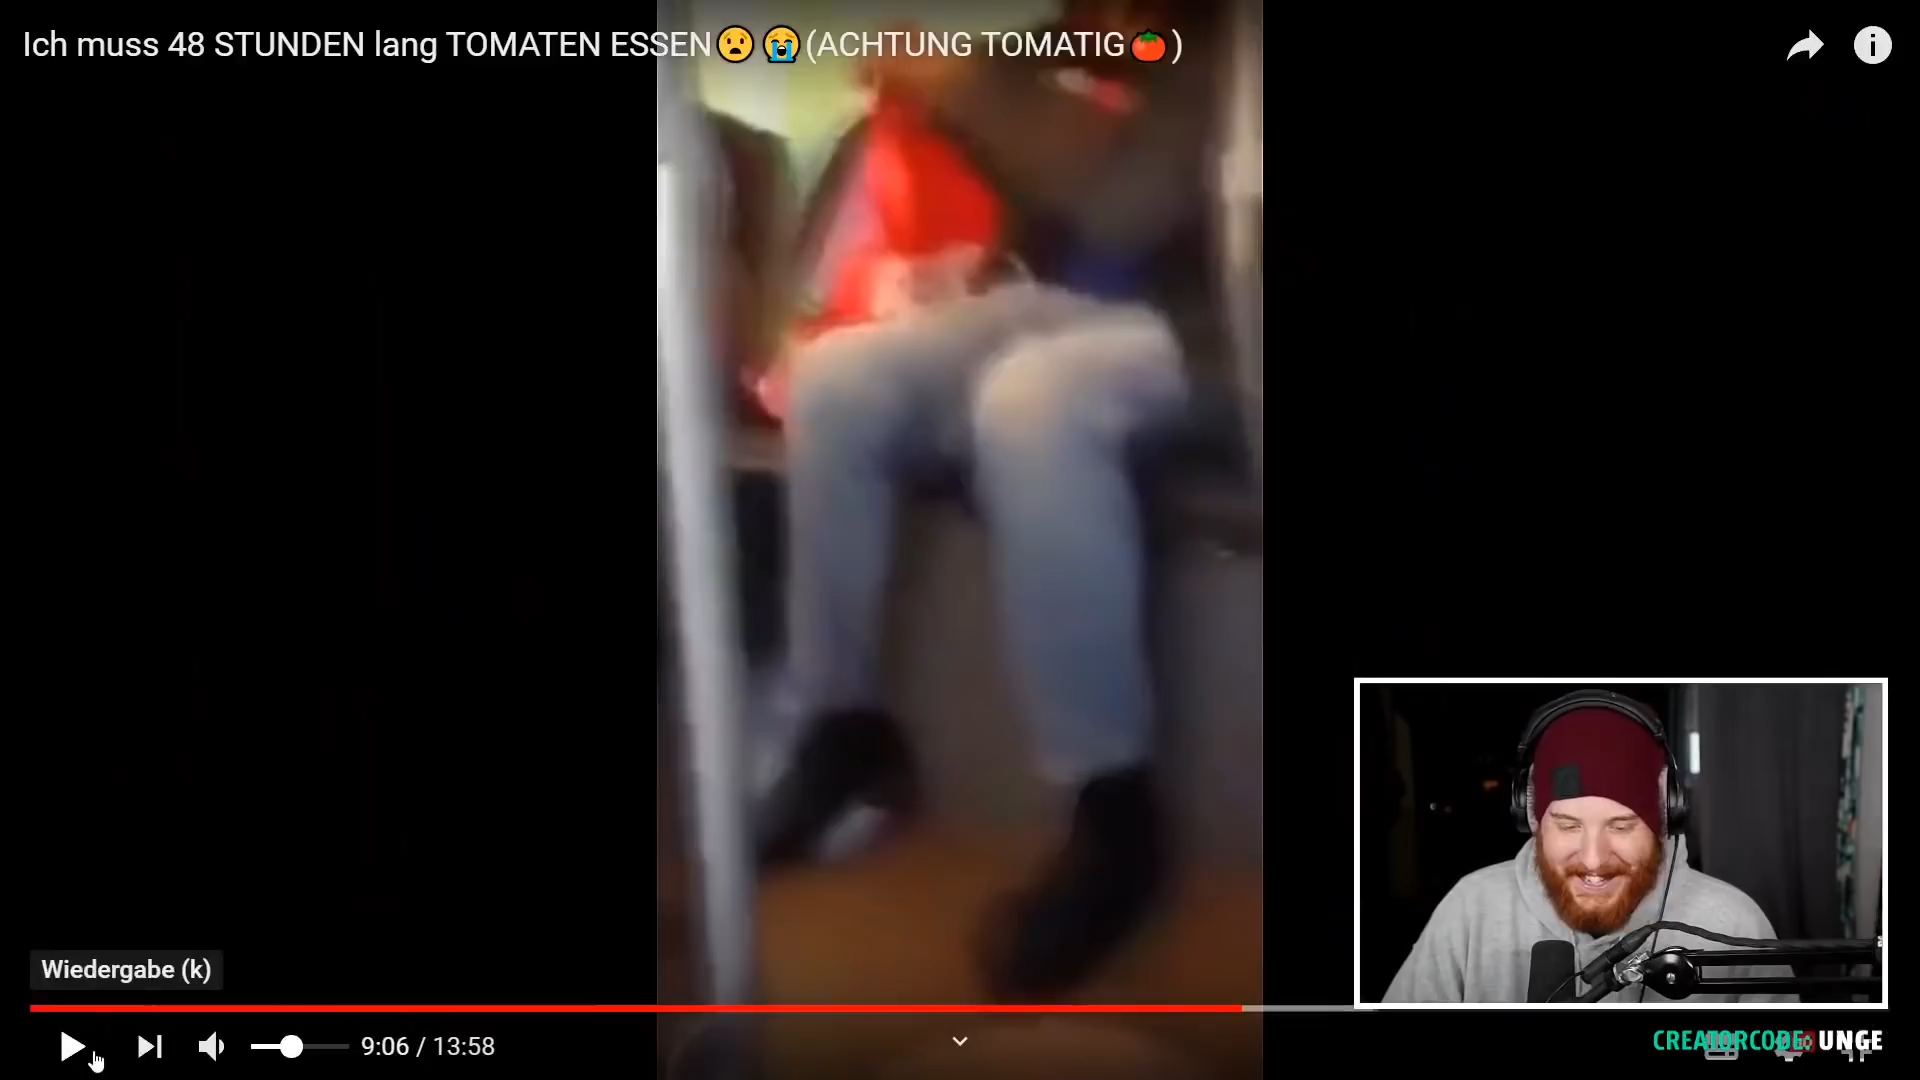 Ich muss 48 STUNDEN lang TOMATEN ESSEN😧😭(ACHTUNG TOMATIG🍅)
Wiedergabe (k)
9:06 / 13:58
CREATORCODE: UNGE